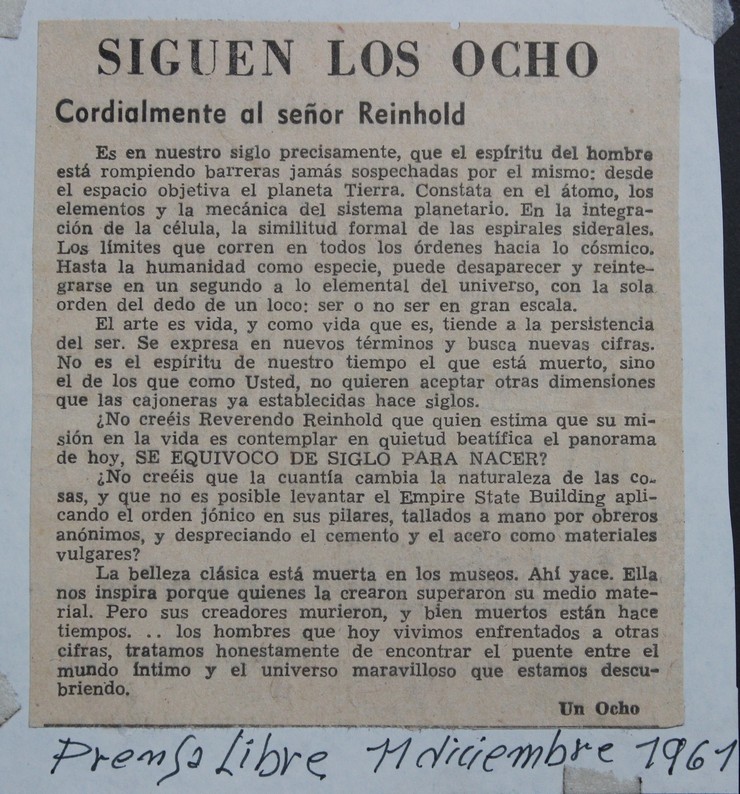 SIGUEN LOS OCHO
Cordialmente al señor Reinhold
Es en nuestro siglo precisamente, que el espíritu del hombre
está rompiendo barreras jamás sospechadas por el mismo: desde
el espacio objetiva el planeta Tierra. Constata en el átomo, los
elementos y la mecánica del sistema planetario. En la integra-
ción de la célula, la similitud formal de las espirales siderales.
Los límites que corren en todos los órdenes hacia lo cósmico.
Hasta la humanidad como especie, puede desaparecer y reinte-
grarse en un segundo a lo elemental del universo, con la sola
orden del dedo de un loco: ser o no ser en gran escala.
El arte es vida, y como vida que es, tiende a la persistencia
del ser. Se expresa en nuevos términos y busca nuevas cifras.
No es el espíritu de nuestro tiempo el que está muerto, sino
el de los que como Usted, no quieren aceptar otras dimensiones
que las cajoneras ya establecidas hace siglos.
¿No creéis Reverendo Reinhold que quien estima que su mi-
sión en la vida es contemplar en quietud beatífica el panorama
de hoy, SE EQUIVOCO DE SIGLO PARA NACER?
¿No creéis que la cuantía cambia la naturaleza de las co-
sas, y que no es posible levantar el Empire State Building apli-
cando el orden jónico en sus pilares, tallados a mano por obreros
anónimos, y despreciando el cemento y el acero como materiales
vulgares?
La belleza clásica está muerta en los museos. Ahí yace. Ella
nos inspira porque quienes la crearon superaron su medio mate-
rial. Pero sus creadores murieron, y bien muertos están hace
tiempos. .. los hombres que hoy vivimos enfrentados a otras
cifras, tratamos honestamente de encontrar el puente entre el
mundo íntimo y el universo maravilloso que estamos descu-
briendo.
Un Ocho
Prensa Libre 11 diciembre 1961